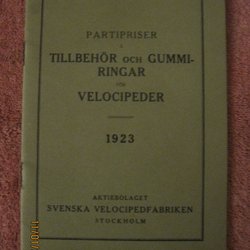 PARTIPRISER
Å
TILLBEHÖR OCH GUMMI-
RINGAR
FÖR
VELOCIPEDER
1923
AKTIEBOLAGET
SVENSKA VELOCIPEDFABRIKEN
STOCKHOLM